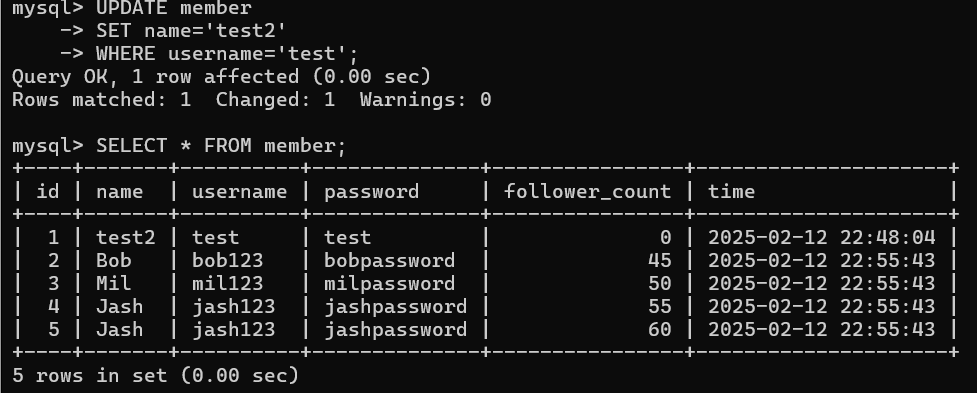 mysql> UPDATE member
    -> SET name='test2'
    -> WHERE username='test';
Query OK, 1 row affected (0.00 sec)
Rows matched: 1  Changed: 1  Warnings: 0

mysql> SELECT * FROM member;
+----+-------+----------+--------------+----------------+---------------------+
| id | name  | username | password     | follower_count | time                |
+----+-------+----------+--------------+----------------+---------------------+
|  1 | test2 | test     | test         |              0 | 2025-02-12 22:48:04 |
|  2 | Bob   | bob123   | bobpassword  |             45 | 2025-02-12 22:55:43 |
|  3 | Mil   | mil123   | milpassword  |             50 | 2025-02-12 22:55:43 |
|  4 | Jash  | jash123  | jashpassword |             55 | 2025-02-12 22:55:43 |
|  5 | Jash  | jash123  | jashpassword |             60 | 2025-02-12 22:55:43 |
+----+-------+----------+--------------+----------------+---------------------+
5 rows in set (0.00 sec)